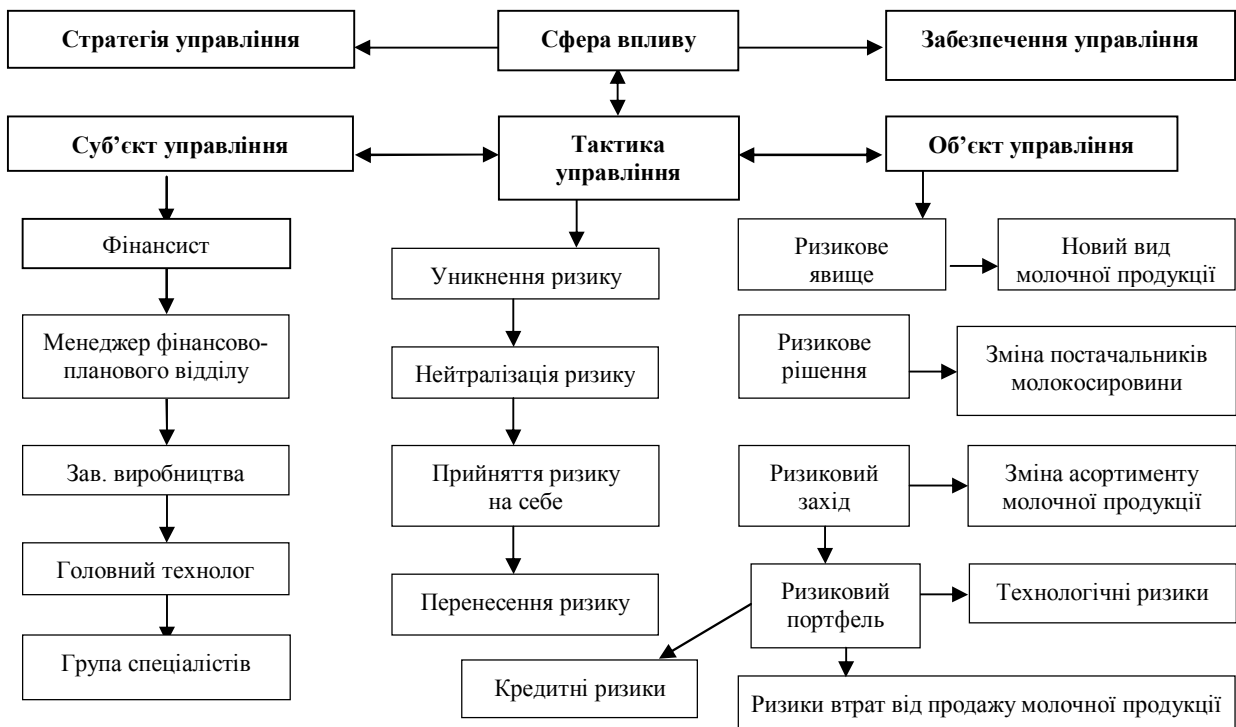 Стратегія управління
Сфера впливу
Забезпечення управління
Суб’єкт управління
Тактика
управління
Об’єкт управління
Фінансист
Менеджер фінансово-
планового відділу
Зав. виробництва
Головний технолог
Група спеціалістів
Уникнення ризику
Нейтралізація ризику
Прийняття ризику
на себе
Перенесення ризику
Ризикове
явище
Новий вид
молочної продукції
Ризикове
рішення
Зміна постачальників
молокосировини
Ризиковий
захід
Зміна асортименту
молочної продукції
Ризиковий
портфель
Технологічні ризики
Кредитні ризики
Ризики втрат від продажу молочної продукції